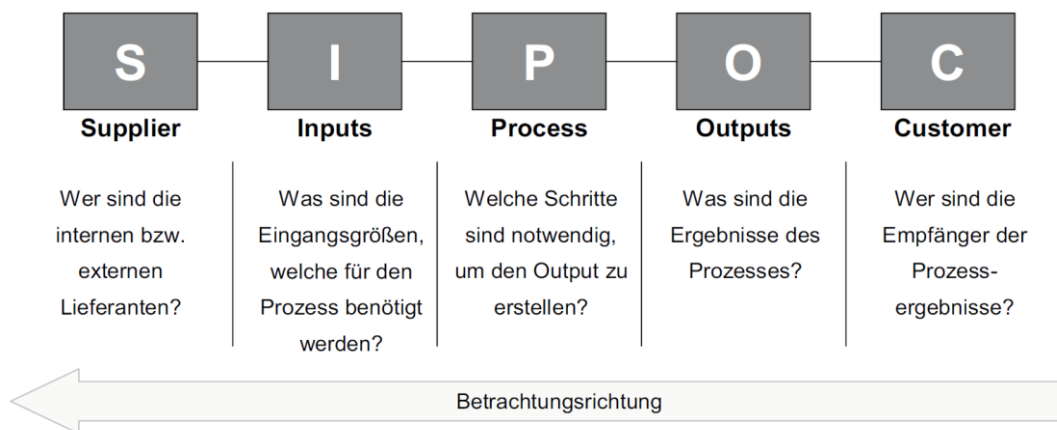 S I P O C
Supplier Inputs Process Outputs Customer
Wer sind die
internen bzw.
externen
Lieferanten?
Was sind die
Eingangsgrößen,
welche für den
Prozess benötigt
werden?
Welche Schritte
sind notwendig,
um den Output zu
erstellen?
Was sind die
Ergebnisse des
Prozesses?
Wer sind die
Empfänger der
Prozess-
ergebnisse?
Betrachtungsrichtung